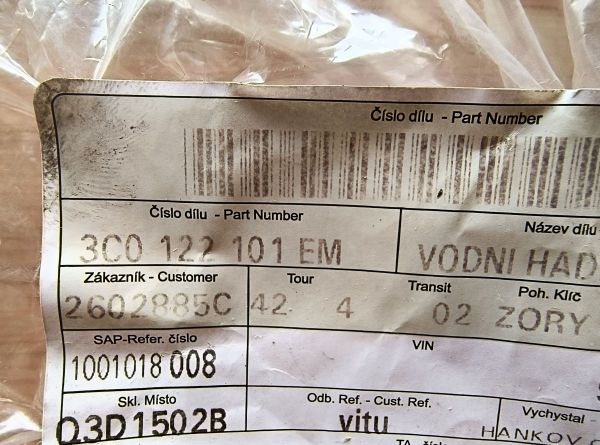 Číslo dílu - Part Number
Číslo dílu - Part Number Název dílu
3C0 122 101 EM VODNI HAD
Zákazník - Customer Tour Transit Poh. Klíč
2602885C 42 4 02 ZORY
SAP-Refer. číslo VIN
1001018 008
Skl. Místo Odb. Ref. - Cust. Ref. Vychystal -
Q3D1502B vitu HANKOV